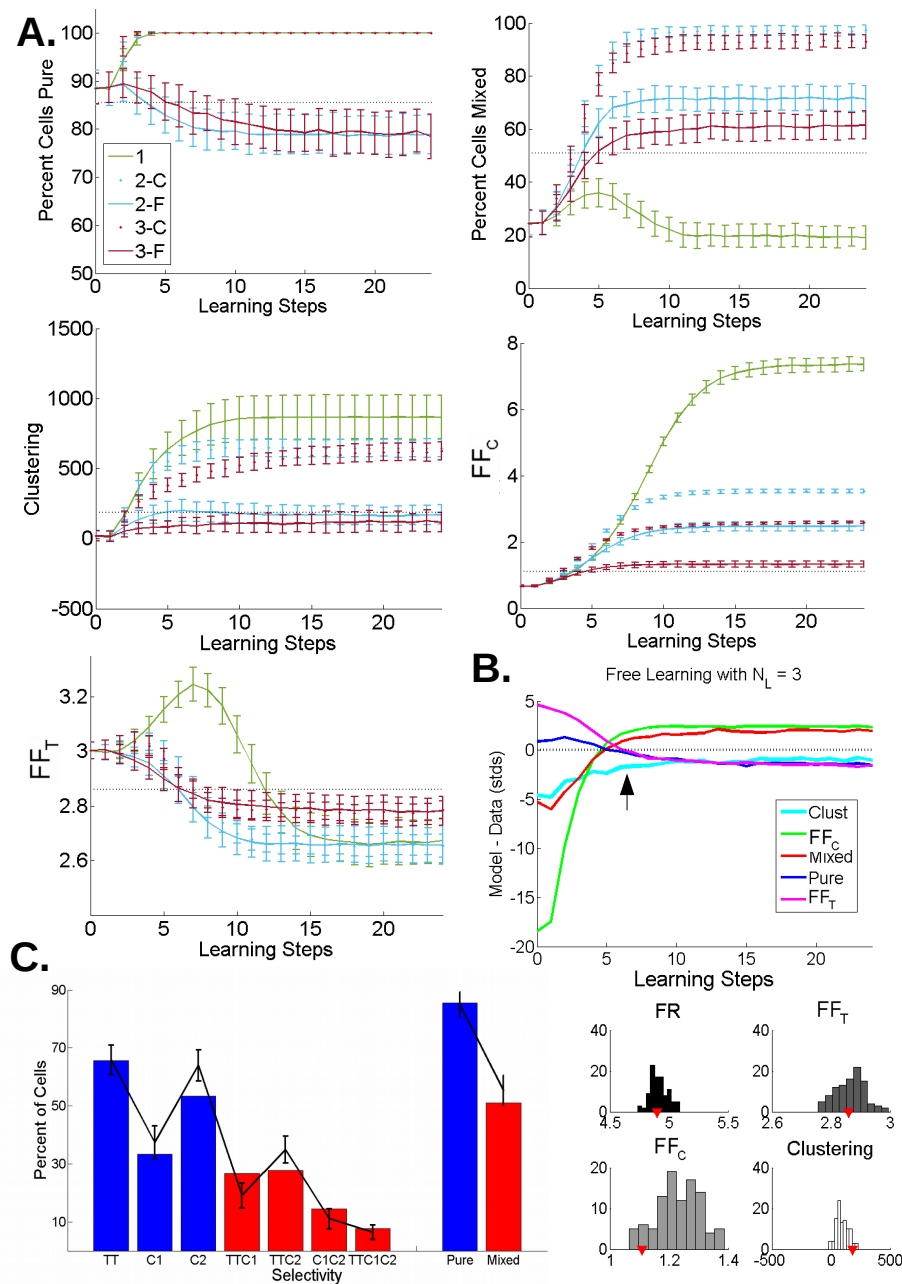 A.
Percent Cells Pure
100
90
80
70
60
50
1
2-C
2-F
3-C
3-F
0 5 10 15 20
Learning Steps
Percent Cells Mixed
100
80
60
40
20
0
0 5 10 15 20
Learning Steps
Clustering
1500
1000
500
0
-500
0 5 10 15 20
Learning Steps
FF_C
8
6
4
2
0
0 5 10 15 20
Learning Steps
FF_T
3.2
3
2.8
2.6
0 5 10 15 20
Learning Steps
B.
Free Learning with N_L = 3
Model - Data (stds)
5
0
-5
-10
-15
-20
Clust
FF_C
Mixed
Pure
FF_T
0 5 10 15 20
Learning Steps
C.
Percent of Cells
90
70
50
30
10
TT C1 C2 TTC1 TTC2 C1C2 TTC1C2 Pure Mixed
Selectivity
FR
40
20
0
4.5 5 5.5
FF_T
40
20
0
2.6 2.8 3
FF_C
20
10
0
1 1.2 1.4
Clustering
40
20
0
-500 0 500